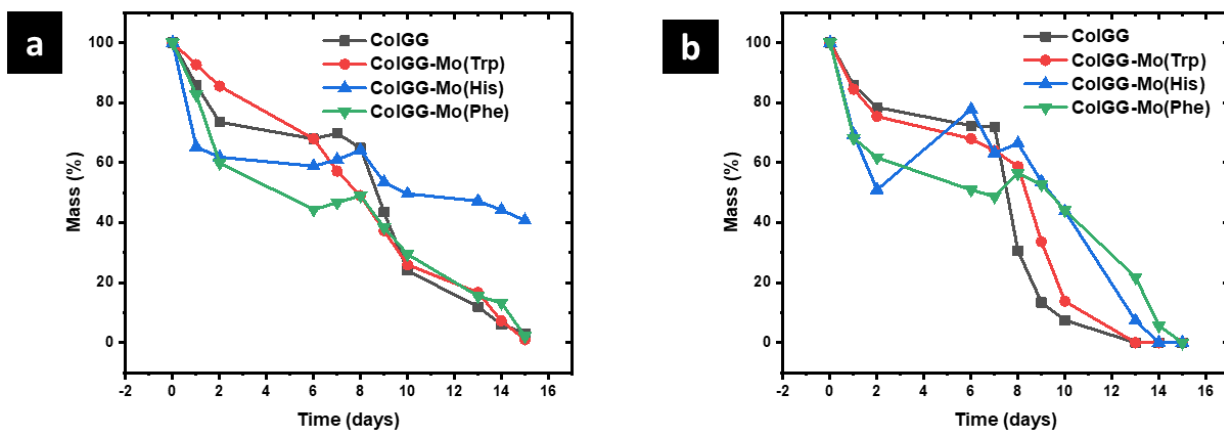 a
100
80
60
40
20
0
Mass (%)
-2 0 2 4 6 8 10 12 14 16
Time (days)
ColGG
ColGG-Mo(Trp)
ColGG-Mo(His)
ColGG-Mo(Phe)
b
100
80
60
40
20
0
Mass (%)
-2 0 2 4 6 8 10 12 14 16
Time (days)
ColGG
ColGG-Mo(Trp)
ColGG-Mo(His)
ColGG-Mo(Phe)